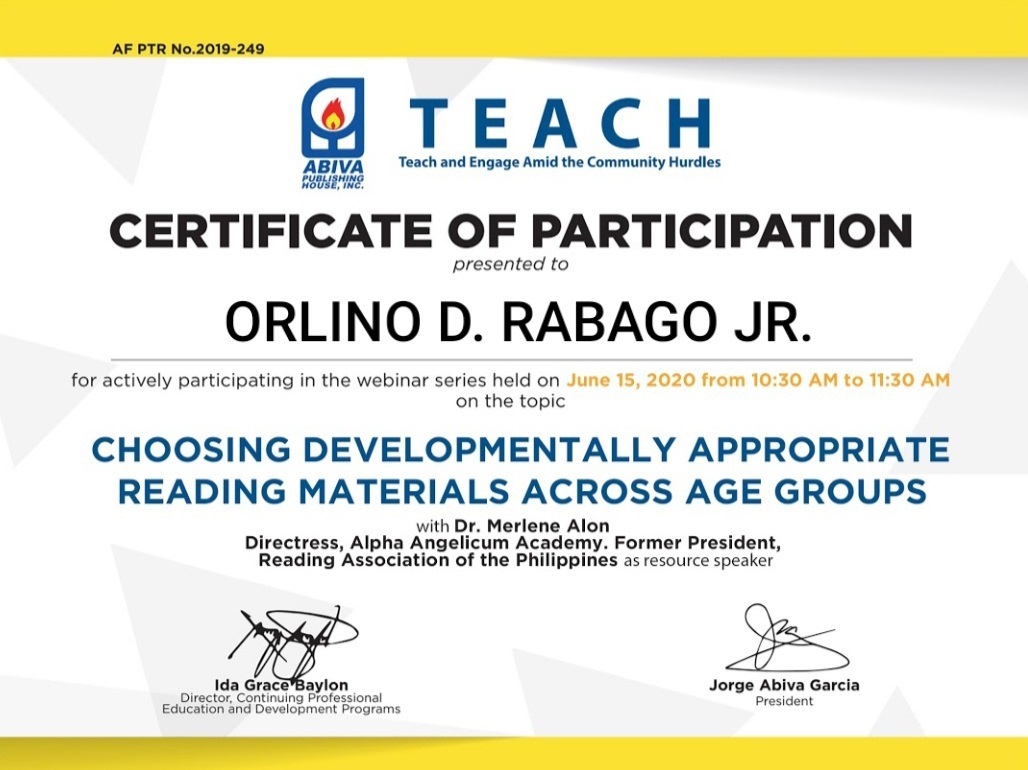 AF PTR No.2019-249
ABIVA
PUBLISHING
HOUSE, INC.
TEACH
Teach and Engage Amid the Community Hurdles
CERTIFICATE OF PARTICIPATION
presented to
ORLINO D. RABAGO JR.
for actively participating in the webinar series held on June 15, 2020 from 10:30 AM to 11:30 AM
on the topic
CHOOSING DEVELOPMENTALLY APPROPRIATE
READING MATERIALS ACROSS AGE GROUPS
with Dr. Merlene Alon
Directress, Alpha Angelicum Academy. Former President,
Reading Association of the Philippines as resource speaker
Ida Grace Baylon
Director, Continuing Professional
Education and Development Programs
Jorge Abiva Garcia
President